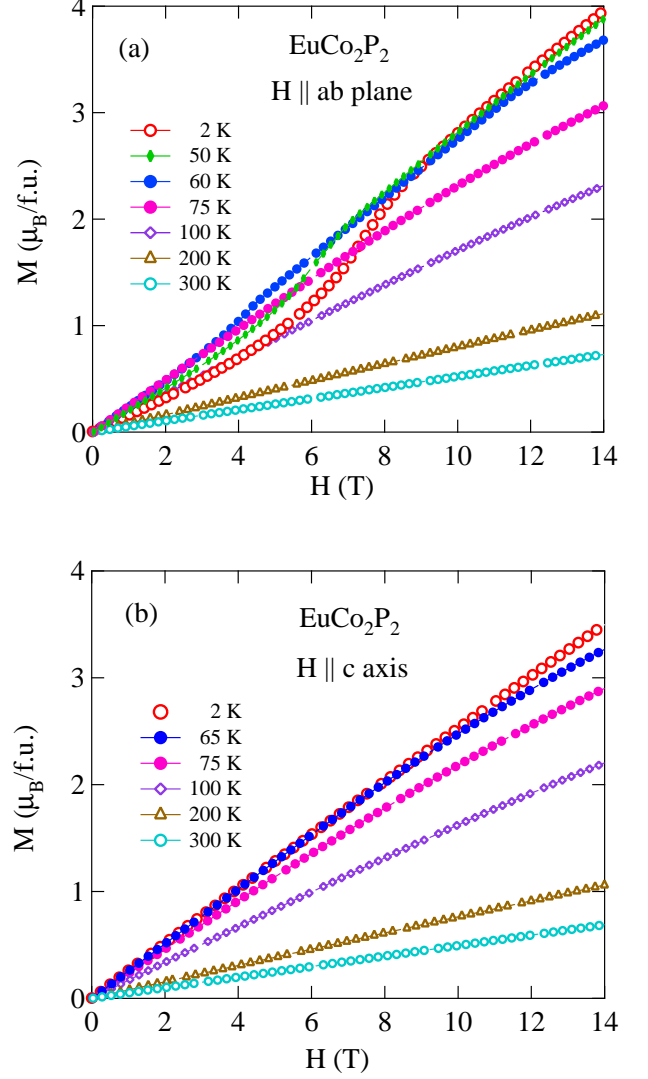 (a)
EuCo2P2
H || ab plane
2 K
50 K
60 K
75 K
100 K
200 K
300 K
M (μB/f.u.)
4
3
2
1
0
0 2 4 6 8 10 12 14
H (T)
(b)
EuCo2P2
H || c axis
2 K
65 K
75 K
100 K
200 K
300 K
M (μB/f.u.)
4
3
2
1
0
0 2 4 6 8 10 12 14
H (T)